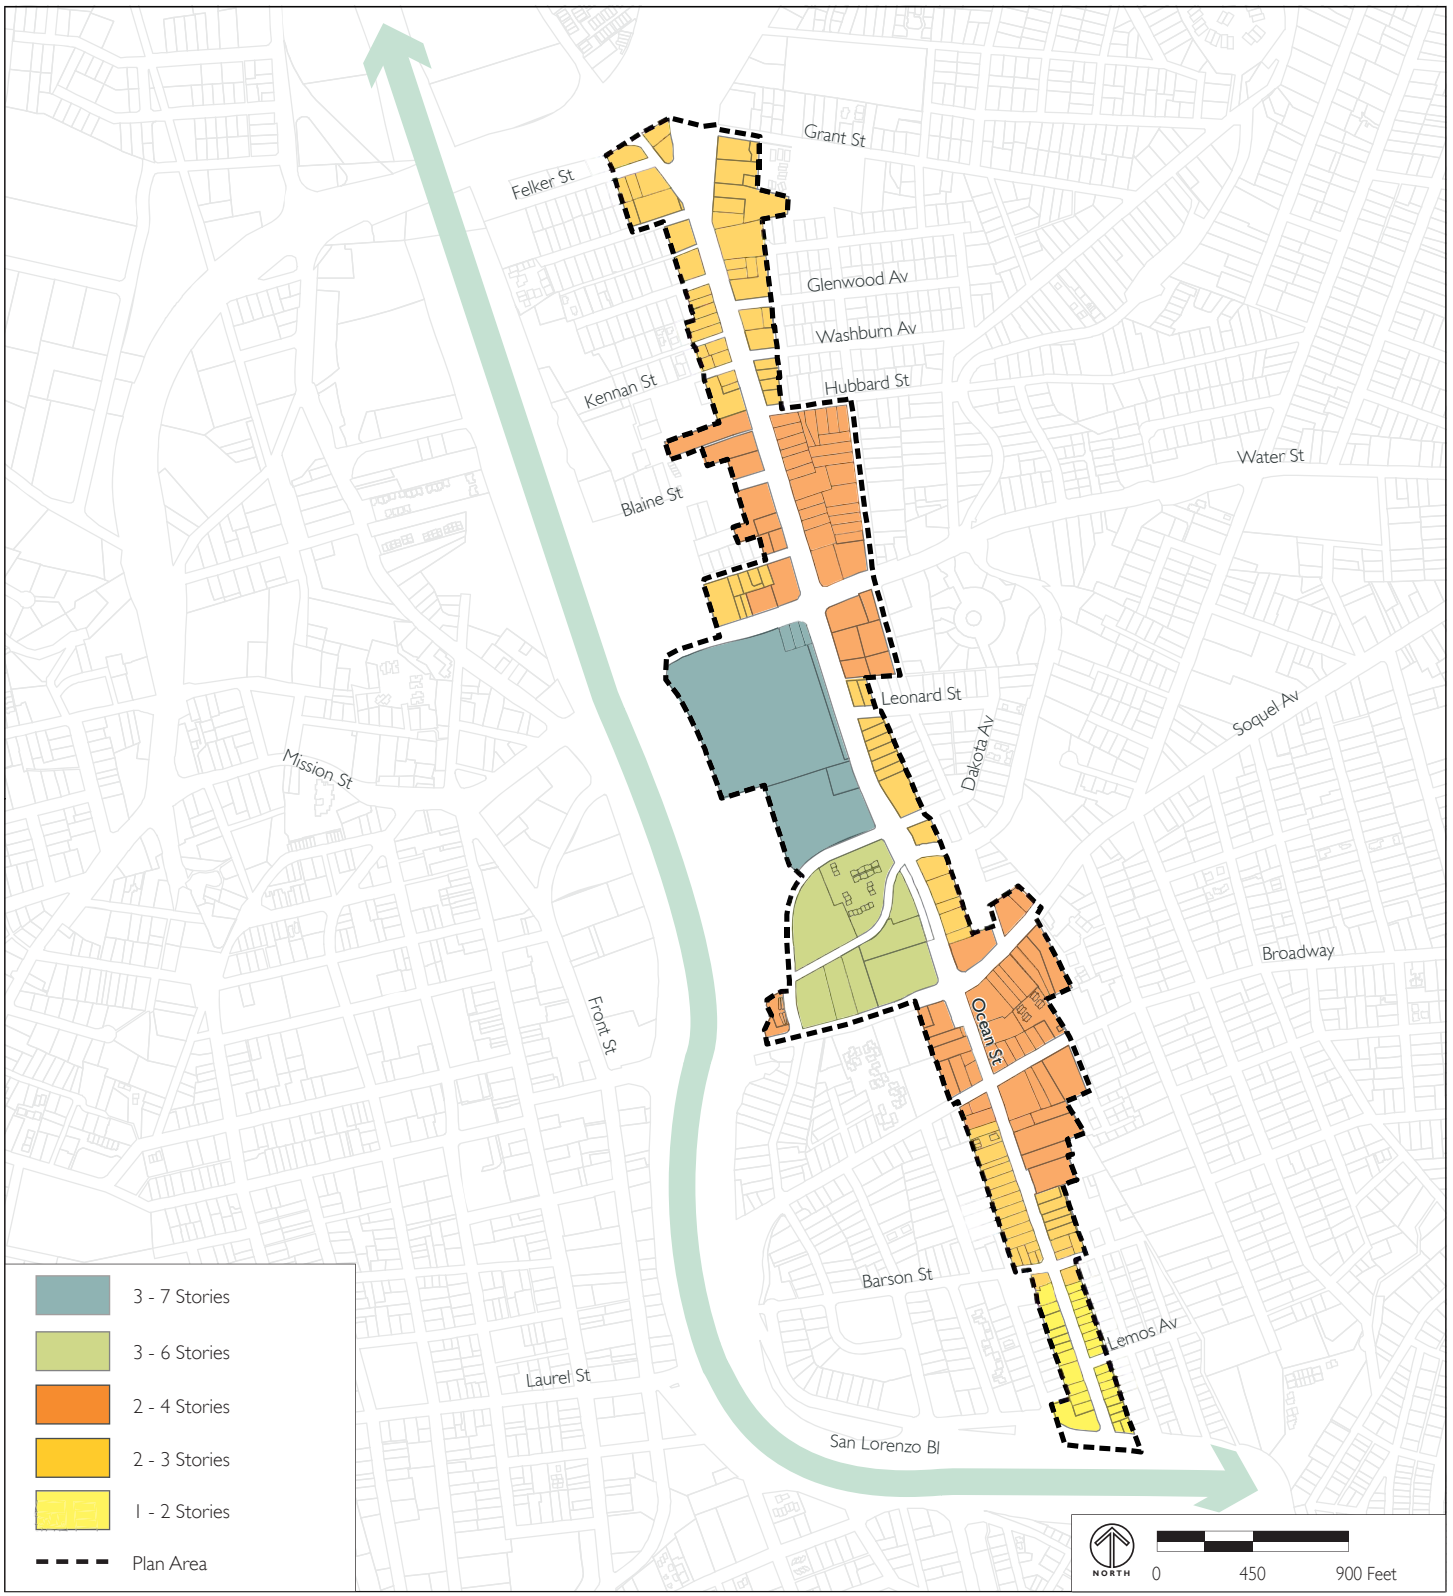 Grant St
Felker St
Glenwood Av
Washburn Av
Hubbard St
Kennan St
Water St
Blaine St
Leonard St
Soquel Av
Dakota Av
Mission St
Broadway
Front St
Ocean St
Barson St
Lemos Av
Laurel St
San Lorenzo Bl
3 - 7 Stories
3 - 6 Stories
2 - 4 Stories
2 - 3 Stories
1 - 2 Stories
Plan Area
NORTH
0 450 900 Feet